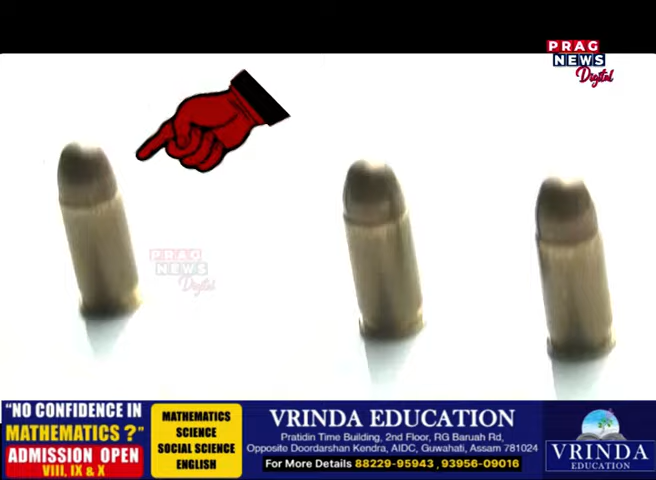 PRAG
NEWS
Digital
PRAG
NEWS
Digital
"NO CONFIDENCE IN
MATHEMATICS ?"
ADMISSION OPEN
VIII, IX & X
MATHEMATICS
SCIENCE
SOCIAL SCIENCE
ENGLISH
VRINDA EDUCATION
Pratidin Time Building, 2nd Floor, RG Baruah Rd,
Opposite Doordarshan Kendra, AIDC, Guwahati, Assam 781024
For More Details 88229-95943, 93956-09016
VRINDA
EDUCATION